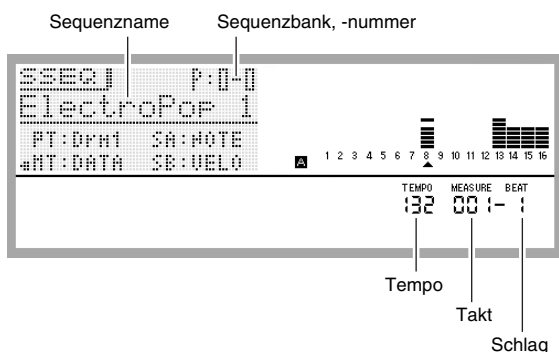 Sequenzname Sequenzbank, -nummer
SSEQ P:0-0
ElectroPop 1
PT:Drm1 SA:NOTE
MT:DATA SB:VELO
A 1 2 3 4 5 6 7 8 9 10 11 12 13 14 15 16
TEMPO MEASURE BEAT
132 001- 1
Tempo
Takt
Schlag